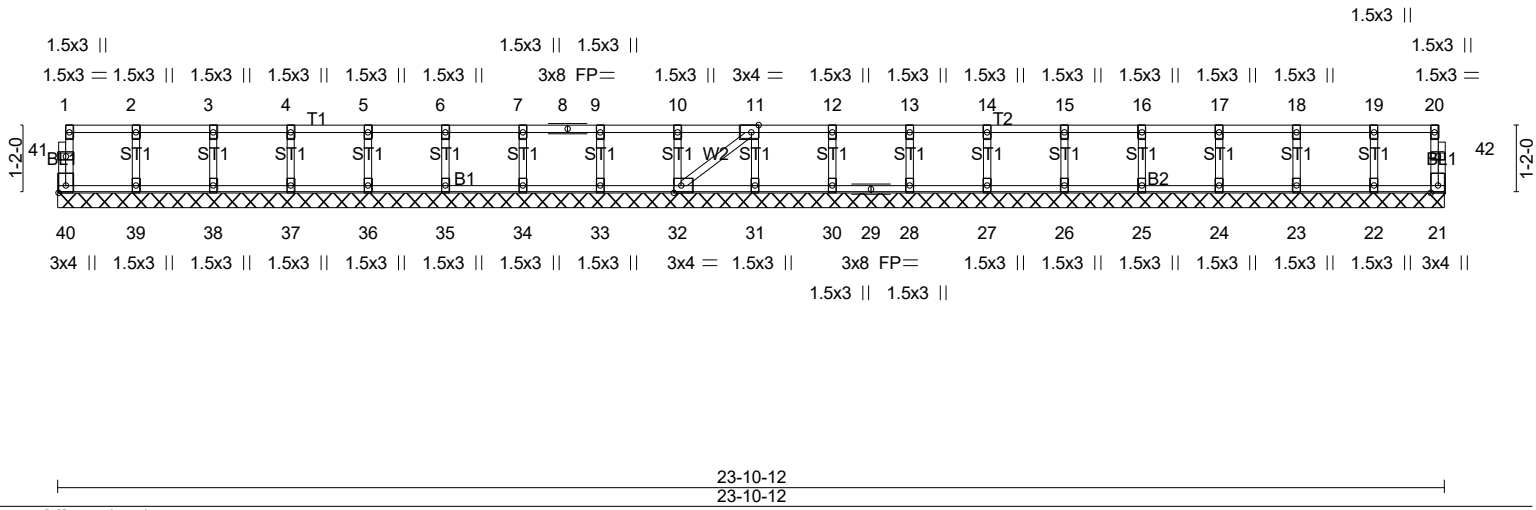 1.5x3 ||
1.5x3 || 1.5x3 || 1.5x3 || 1.5x3 ||
1.5x3 = 1.5x3 || 1.5x3 || 1.5x3 || 1.5x3 || 1.5x3 || 3x8 FP= 1.5x3 || 3x4 = 1.5x3 || 1.5x3 || 1.5x3 || 1.5x3 || 1.5x3 || 1.5x3 || 1.5x3 || 1.5x3 =
1 2 3 4 5 6 7 8 9 10 11 12 13 14 15 16 17 18 19 20
T1 T2
1-2-0 41 ST1 ST1 ST1 ST1 ST1 ST1 ST1 ST1 W2 ST1 ST1 ST1 ST1 ST1 ST1 ST1 ST1 ST1 42 1-2-0
B1 B2
40 39 38 37 36 35 34 33 32 31 30 29 28 27 26 25 24 23 22 21
3x4 || 1.5x3 || 1.5x3 || 1.5x3 || 1.5x3 || 1.5x3 || 1.5x3 || 1.5x3 || 3x4 = 1.5x3 || 3x8 FP= 1.5x3 || 1.5x3 || 1.5x3 || 1.5x3 || 1.5x3 || 1.5x3 || 3x4 ||
1.5x3 || 1.5x3 ||
23-10-12
23-10-12